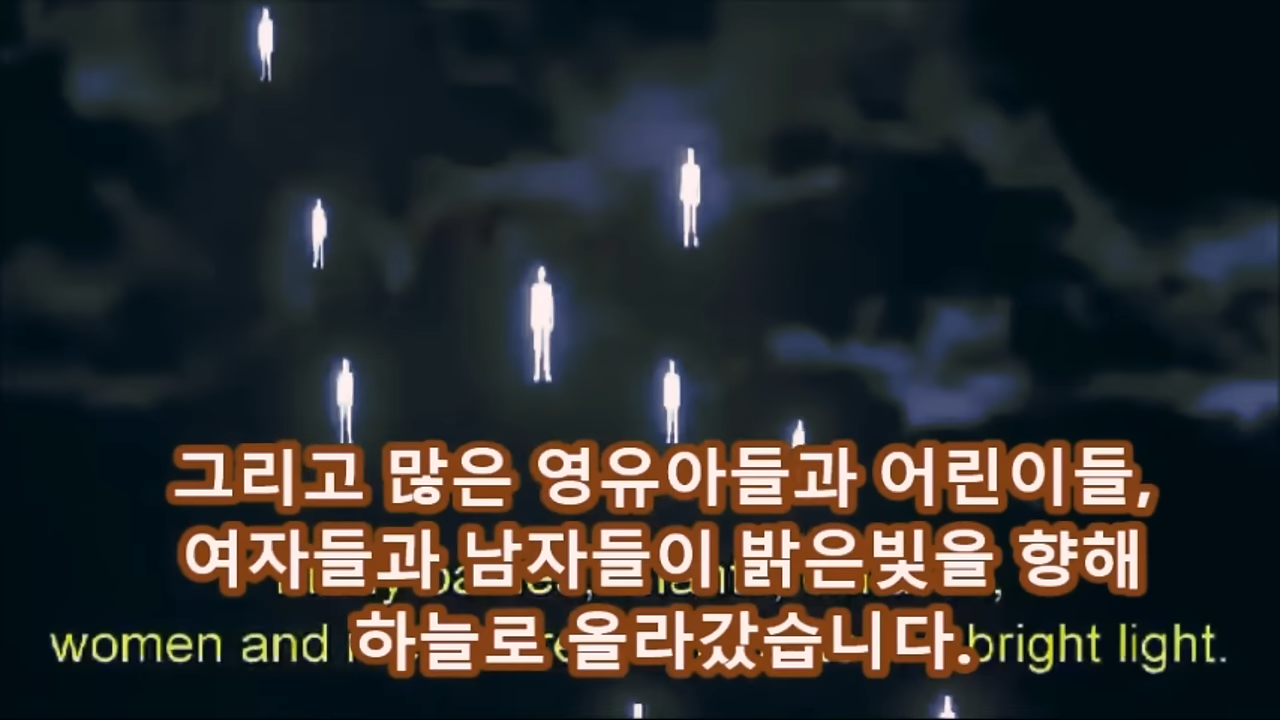 그리고 많은 영유아들과 어린이들,
여자들과 남자들이 밝은빛을 향해
하늘로 올라갔습니다.
women and bright light.